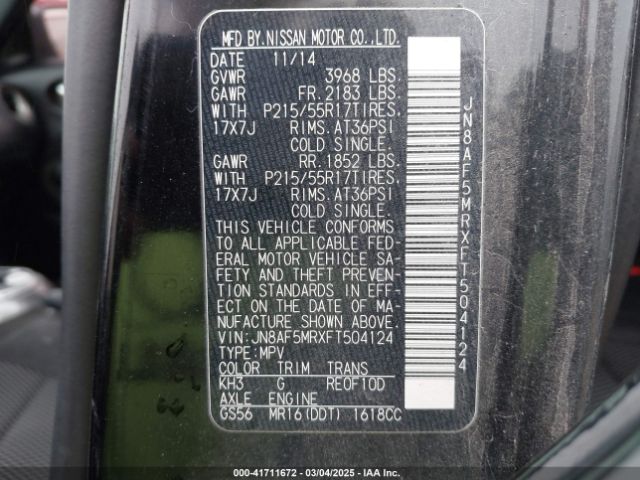 MFD BY.NISSAN MOTOR CO.,LTD.
DATE 11/14
GVWR 3968 LBS.
GAWR FR.2183 LBS.
WITH P215/55R17TIRES.
17X7J RIMS.AT36PSI
COLD SINGLE.
GAWR RR.1852 LBS.
WITH P215/55R17TIRES.
17X7J RIMS.AT36PSI
COLD SINGLE.
THIS VEHICLE CONFORMS
TO ALL APPLICABLE FED-
ERAL MOTOR VEHICLE SA-
FETY AND THEFT PREVEN-
TION STANDARDS IN EFF-
ECT ON THE DATE OF MA-
NUFACTURE SHOWN ABOVE.
VIN:JN8AF5MRXFT504124
TYPE:MPV
COLOR TRIM TRANS
KH3 G RE0F10D
AXLE ENGINE
GS56 MR16(DDT) 1618CC
JN8AF5MRXFT504124
000-41711672 - 03/04/2025 - IAA, Inc.